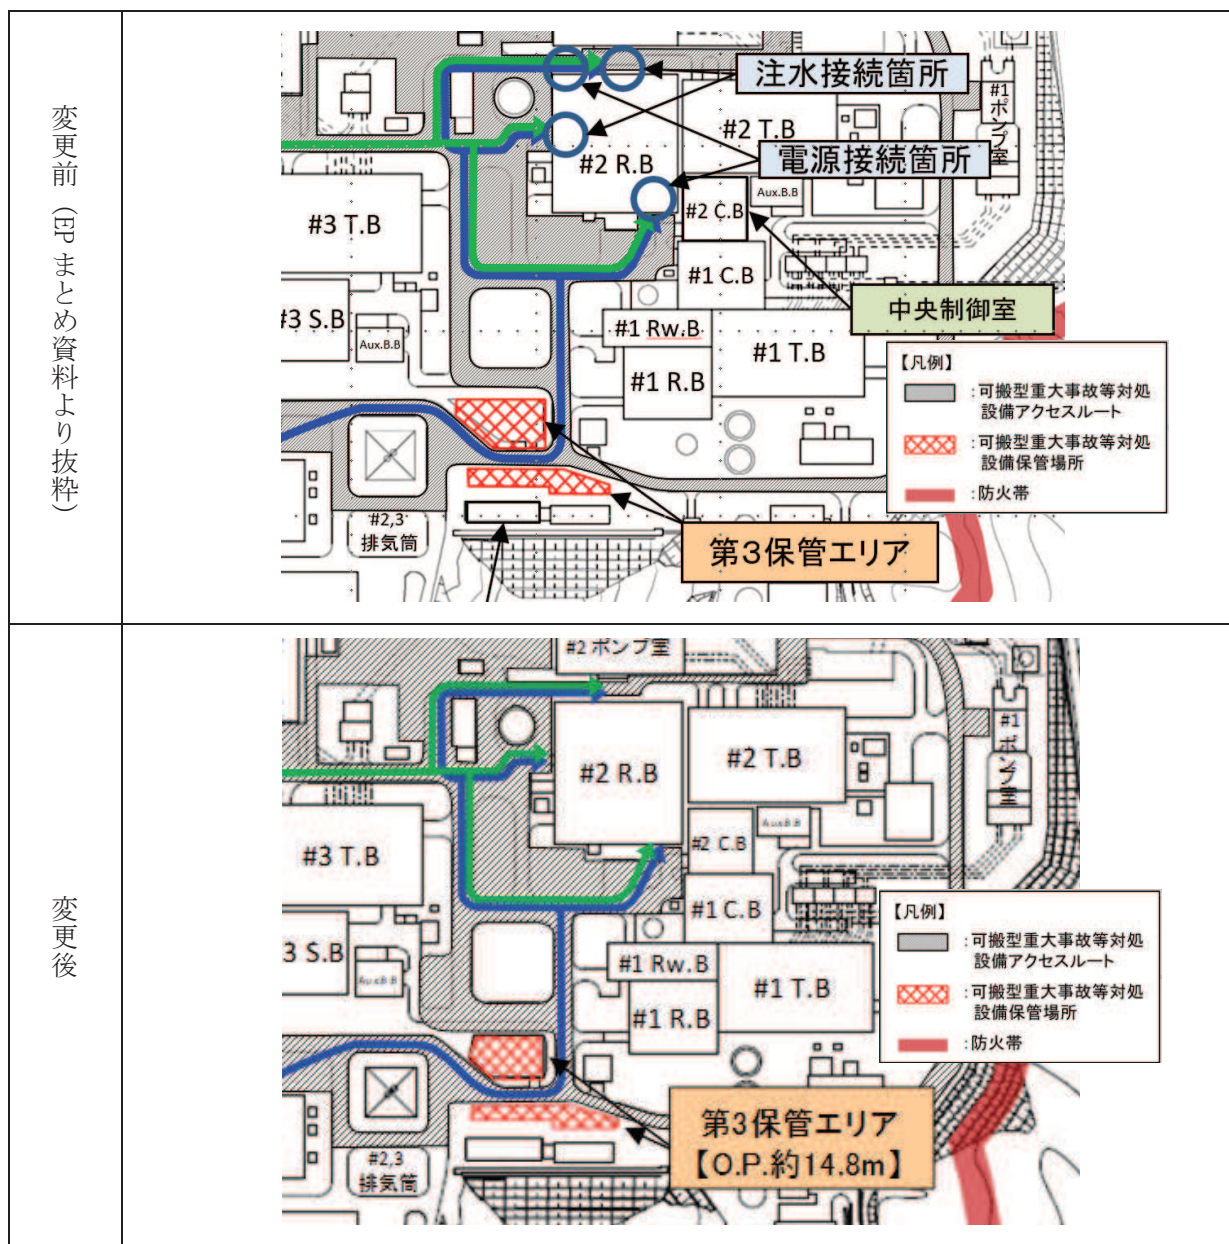 変更前（EPまとめ資料より抜粋）
注水接続箇所
#1ポンプ室
#2 T.B
電源接続箇所
#2 R.B
Aux.B.B
#2 C.B
#3 T.B
#1 C.B
中央制御室
#3 S.B
Aux.B.B
#1 Rw.B
#1 T.B
#1 R.B
【凡例】
:可搬型重大事故等対処
設備アクセスルート
:可搬型重大事故等対処
設備保管場所
:防火帯
#2,3
排気筒
第3保管エリア
変更後
#2 ポンプ室
#1ポンプ室
#2 R.B
#2 T.B
Aux.B.B
#2 C.B
#3 T.B
#1 C.B
3 S.B
Aux.B.B
#1 Rw.B
#1 T.B
#1 R.B
【凡例】
:可搬型重大事故等対処
設備アクセスルート
:可搬型重大事故等対処
設備保管場所
:防火帯
#2,3
排気筒
第3保管エリア
【O.P.約14.8m】